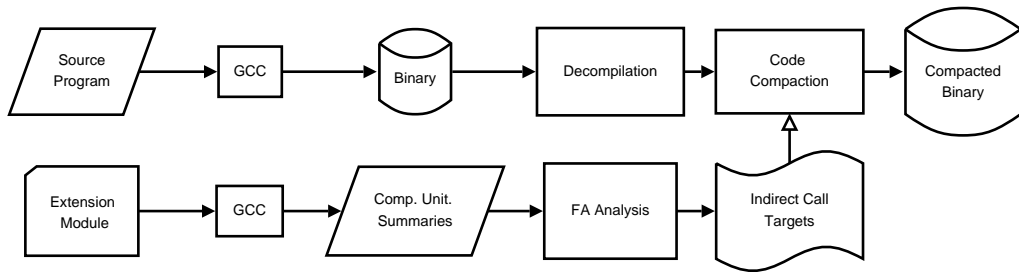 Source
Program
GCC
Binary
Decompilation
Code
Compaction
Compacted
Binary
Extension
Module
GCC
Comp. Unit.
Summaries
FA Analysis
Indirect Call
Targets